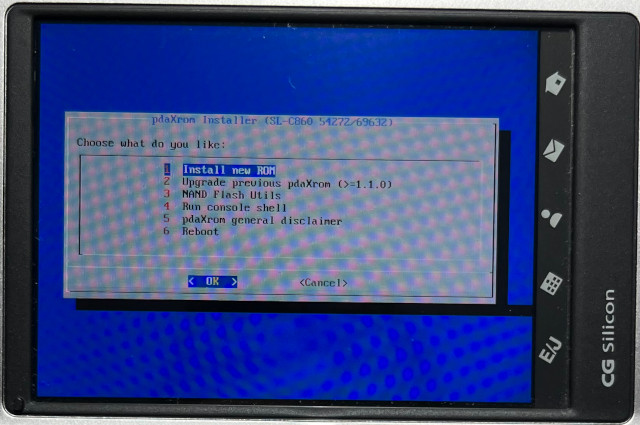 pdaXrom Installer (SL-C860 54272/69632)
Choose what do you like:
1 Install new ROM
2 Upgrade previous pdaXrom (>=1.1.0)
3 NAND Flash Utils
4 Run console shell
5 pdaXrom general disclaimer
6 Reboot
< OK > <Cancel>
E/J
CG Silicon